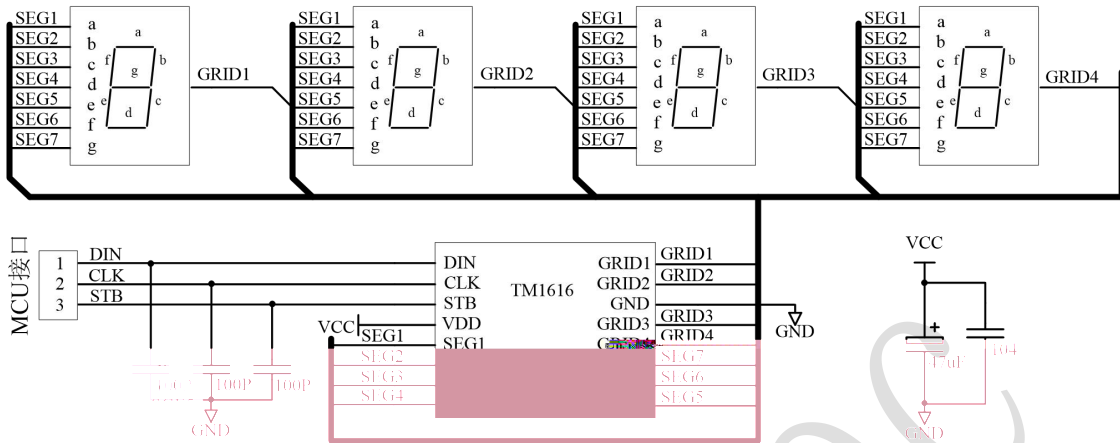 SEG1 a SEG1 a SEG1 a SEG1 a
SEG2 b SEG2 b SEG2 b SEG2 b
SEG3 c SEG3 c SEG3 c SEG3 c
SEG4 d SEG4 d SEG4 d SEG4 d
SEG5 e SEG5 e SEG5 e SEG5 e
SEG6 f SEG6 f SEG6 f SEG6 f
SEG7 g SEG7 g SEG7 g SEG7 g
a a a a
f b f b f b f b
g g g g
e c e c e c e c
d d d d
GRID1 GRID2 GRID3 GRID4
MCU接口
1 DIN
2 CLK
3 STB
TM1616
DIN GRID1 GRID1
CLK GRID2 GRID2
STB GND GND
VCC VDD GRID3 GRID3
SEG1 SEG1 GRID4
SEG2 SEG7
SEG3 SEG6
SEG4 SEG5
100P 100P
GND
VCC
+
104
GND